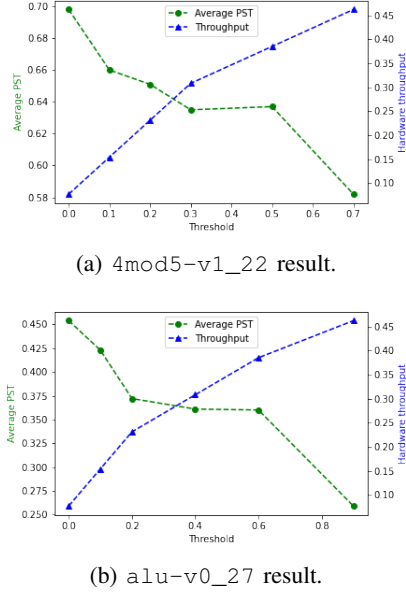 0.70
0.68
0.66
0.64
0.62
0.60
0.58
Average PST
Average PST
Throughput
0.45
0.40
0.35
0.30
0.25
0.20
0.15
0.10
Hardware throughput
0.0 0.1 0.2 0.3 0.4 0.5 0.6 0.7
Threshold
(a) 4mod5-v1_22 result.
0.450
0.425
0.400
0.375
0.350
0.325
0.300
0.275
0.250
Average PST
Average PST
Throughput
0.45
0.40
0.35
0.30
0.25
0.20
0.15
0.10
Hardware throughput
0.0 0.2 0.4 0.6 0.8
Threshold
(b) alu-v0_27 result.